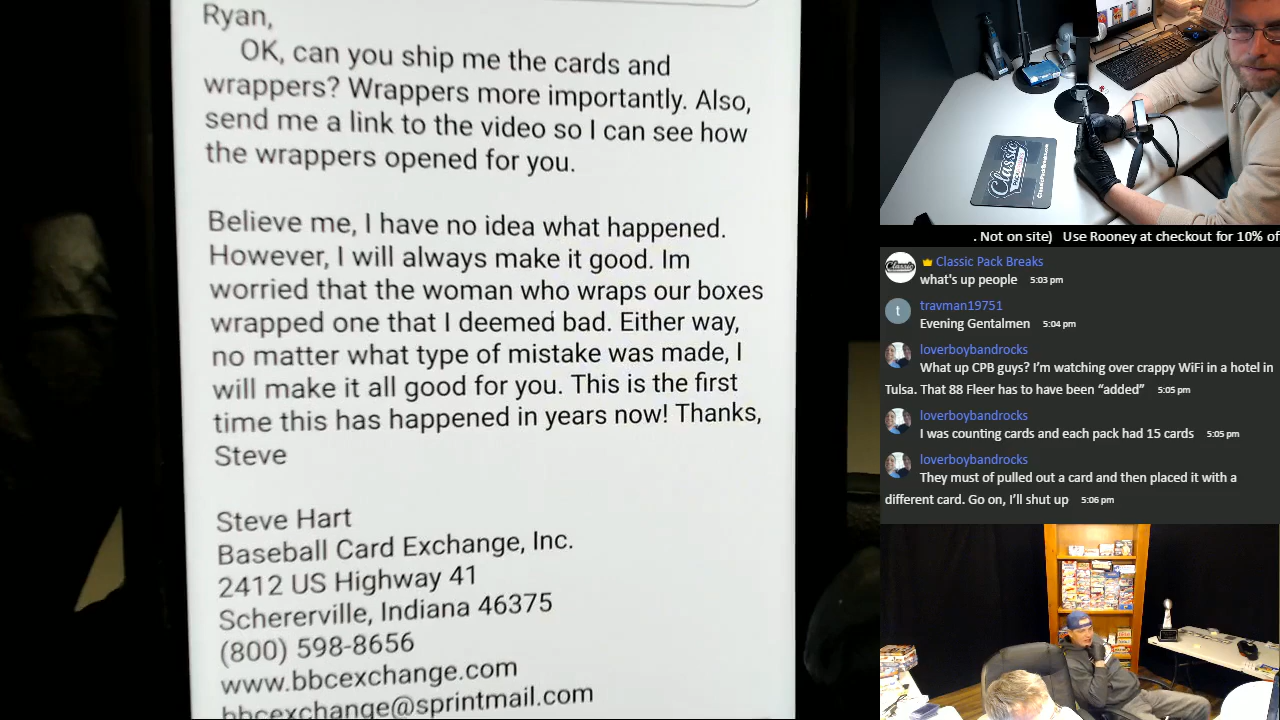 Ryan,
OK, can you ship me the cards and
wrappers? Wrappers more importantly. Also,
send me a link to the video so I can see how
the wrappers opened for you.
Believe me, I have no idea what happened.
However, I will always make it good. Im
worried that the woman who wraps our boxes
wrapped one that I deemed bad. Either way,
no matter what type of mistake was made, I
will make it all good for you. This is the first
time this has happened in years now! Thanks,
Steve
Steve Hart
Baseball Card Exchange, Inc.
2412 US Highway 41
Schererville, Indiana 46375
(800) 598-8656
www.bbcexchange.com
bbcexchange@sprintmail.com
Classic
ClassicPackBreaks.com
. Not on site) Use Rooney at checkout for 10% of
Classic Pack Breaks
what's up people 5:03 pm
t travman19751
Evening Gentalmen 5:04 pm
loverboybandrocks
What up CPB guys? I'm watching over crappy WiFi in a hotel in
Tulsa. That 88 Fleer has to have been “added” 5:05 pm
loverboybandrocks
I was counting cards and each pack had 15 cards 5:05 pm
loverboybandrocks
They must of pulled out a card and then placed it with a
different card. Go on, I'll shut up 5:06 pm